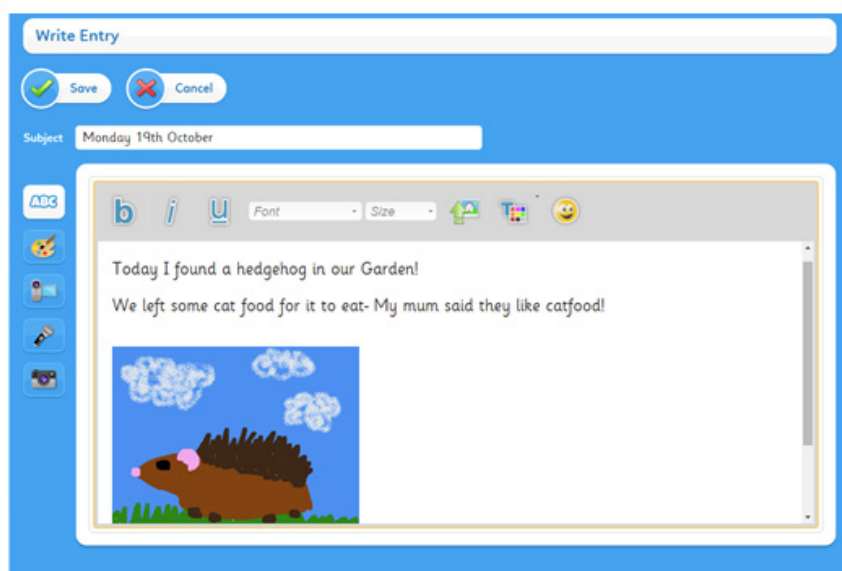 Write Entry
Save Cancel
Subject Monday 19th October
ABC
b i U Font Size T
Today I found a hedgehog in our Garden!
We left some cat food for it to eat- My mum said they like catfood!